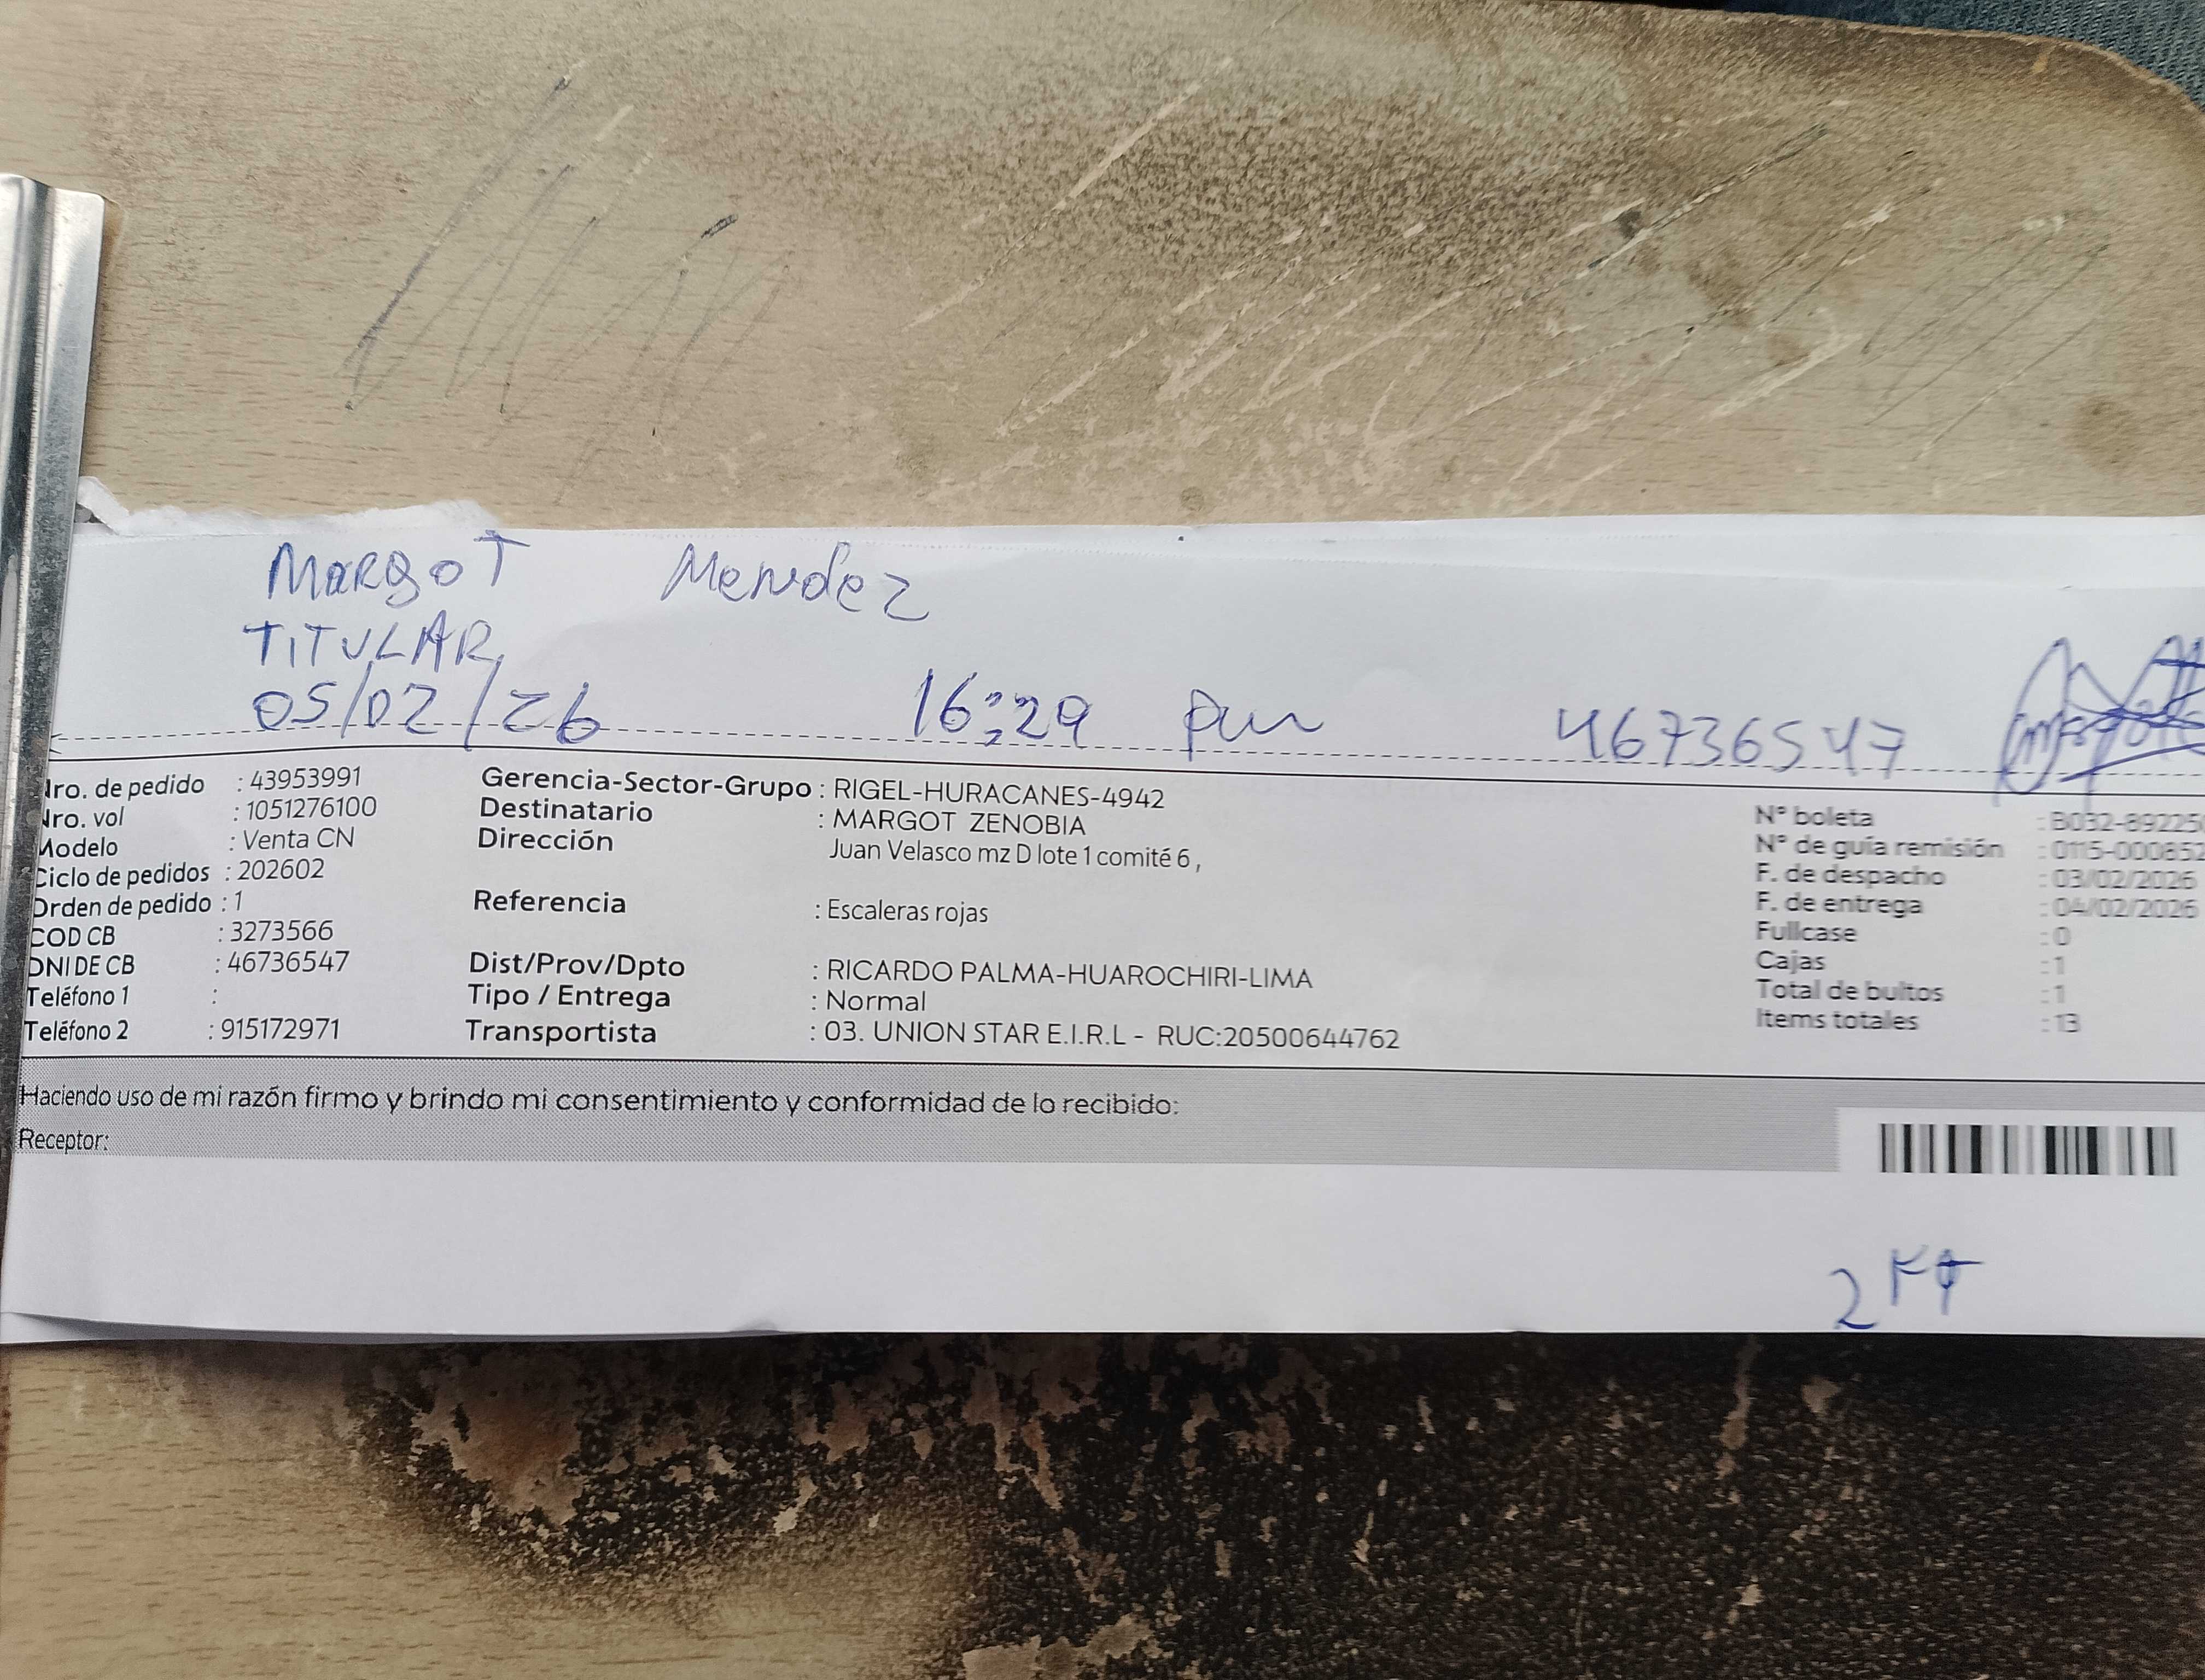 Margot Mendez
TITULAR
05/02/26 16:29 pm 46736547
Nro. de pedido : 43953991
Nro. vol : 1051276100
Modelo : Venta CN
Ciclo de pedidos : 202602
Orden de pedido : 1
COD CB : 3273566
DNI DE CB : 46736547
Teléfono 1 :
Teléfono 2 : 915172971
Gerencia-Sector-Grupo : RIGEL-HURACANES-4942
Destinatario : MARGOT ZENOBIA
Dirección Juan Velasco mz D lote 1 comité 6 ,
Referencia : Escaleras rojas
Dist/Prov/Dpto : RICARDO PALMA-HUAROCHIRI-LIMA
Tipo / Entrega : Normal
Transportista : 03. UNION STAR E.I.R.L - RUC:20500644762
N° boleta : B032-89225
N° de guía remisión : 0115-000852
F. de despacho : 03/02/2026
F. de entrega : 04/02/2026
Fullcase : 0
Cajas : 1
Total de bultos : 1
Items totales : 13
Haciendo uso de mi razón firmo y brindo mi consentimiento y conformidad de lo recibido:
Receptor:
2